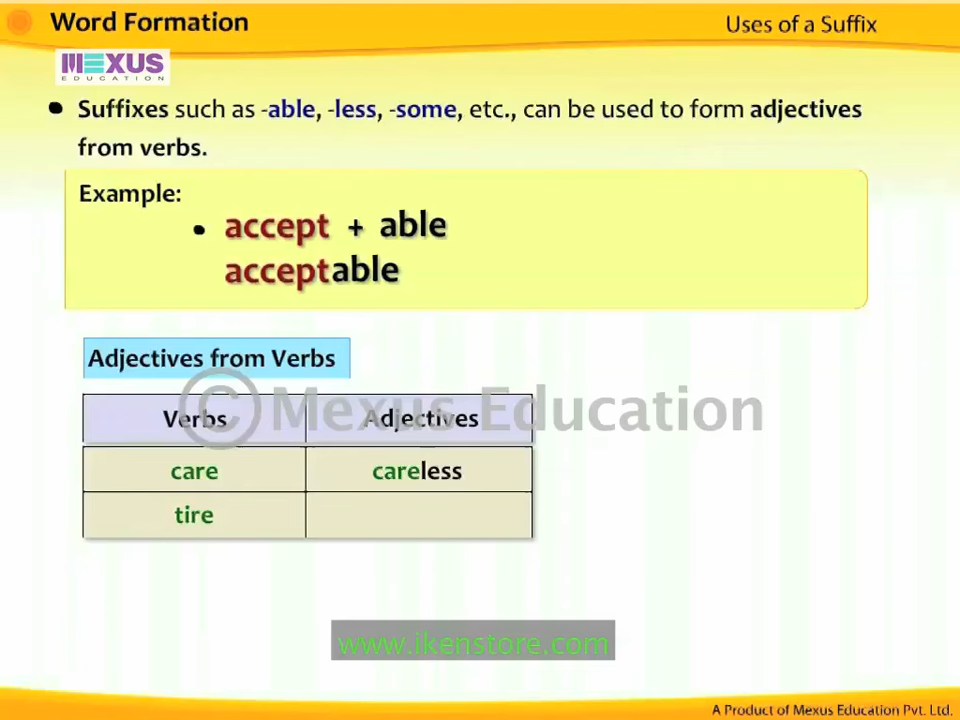 Word Formation
Uses of a Suffix
MEXUS
EDUCATION
• Suffixes such as -able, -less, -some, etc., can be used to form adjectives
from verbs.
Example:
• accept + able
acceptable
Adjectives from Verbs
© Mexus Education
Verbs Adjectives
care careless
tire
www.ikenstore.com
A Product of Mexus Education Pvt. Ltd.